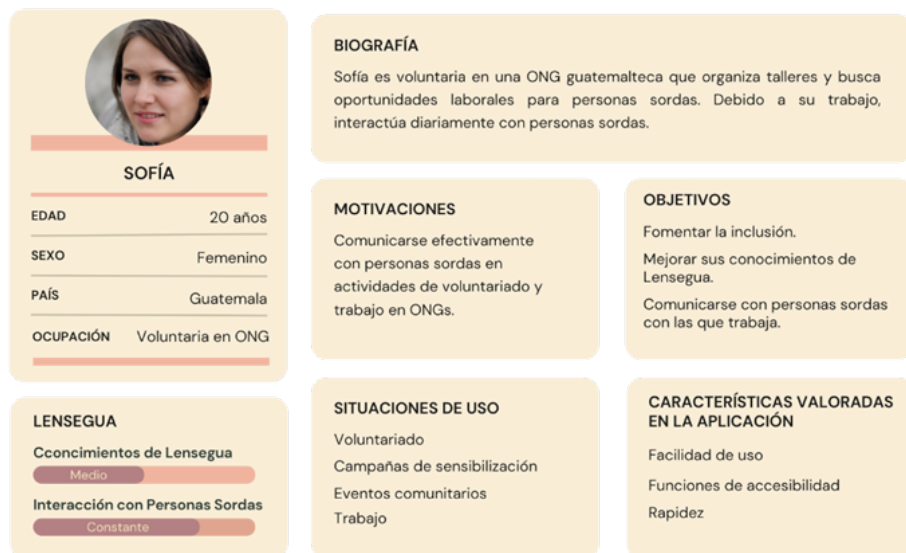 SOFÍA
EDAD 20 años
SEXO Femenino
PAÍS Guatemala
OCUPACIÓN Voluntaria en ONG
LENSEGUA
Cconcimientos de Lensegua
Medio
Interacción con Personas Sordas
Constante
BIOGRAFÍA
Sofía es voluntaria en una ONG guatemalteca que organiza talleres y busca
oportunidades laborales para personas sordas. Debido a su trabajo,
interactúa diariamente con personas sordas.
MOTIVACIONES
Comunicarse efectivamente
con personas sordas en
actividades de voluntariado y
trabajo en ONGs.
OBJETIVOS
Fomentar la inclusión.
Mejorar sus conocimientos de
Lensegua.
Comunicarse con personas sordas
con las que trabaja.
SITUACIONES DE USO
Voluntariado
Campañas de sensibilización
Eventos comunitarios
Trabajo
CARACTERÍSTICAS VALORADAS
EN LA APLICACIÓN
Facilidad de uso
Funciones de accesibilidad
Rapidez